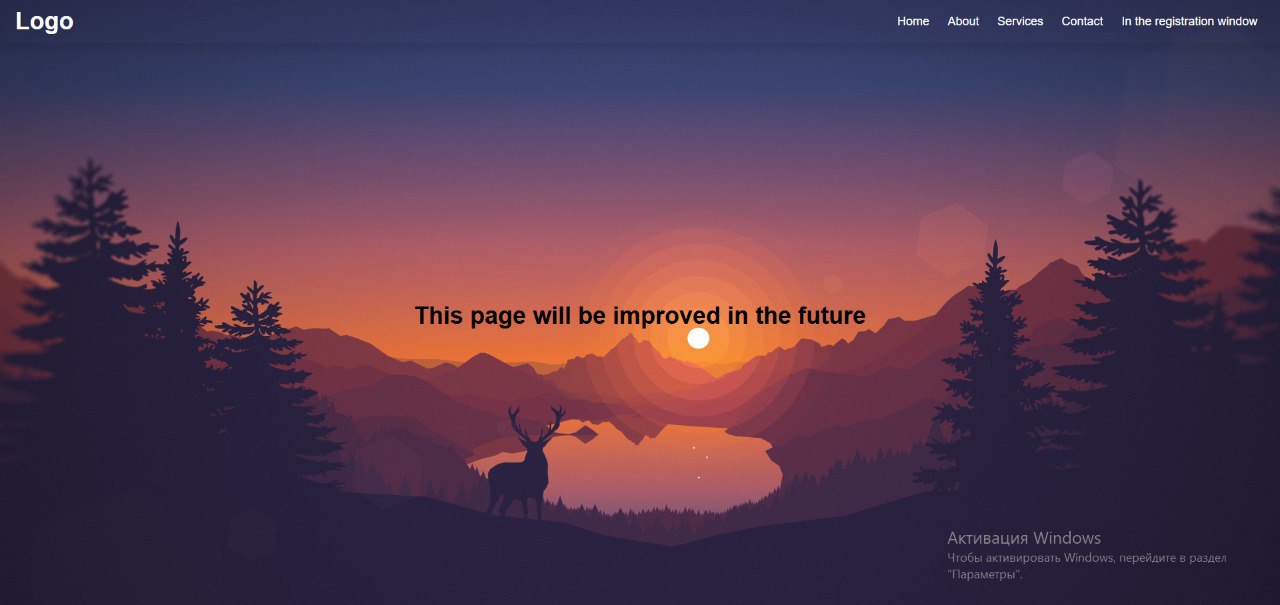 Logo
Home About Services Contact In the registration window
This page will be improved in the future
Активация Windows
Чтобы активировать Windows, перейдите в раздел
"Параметры".